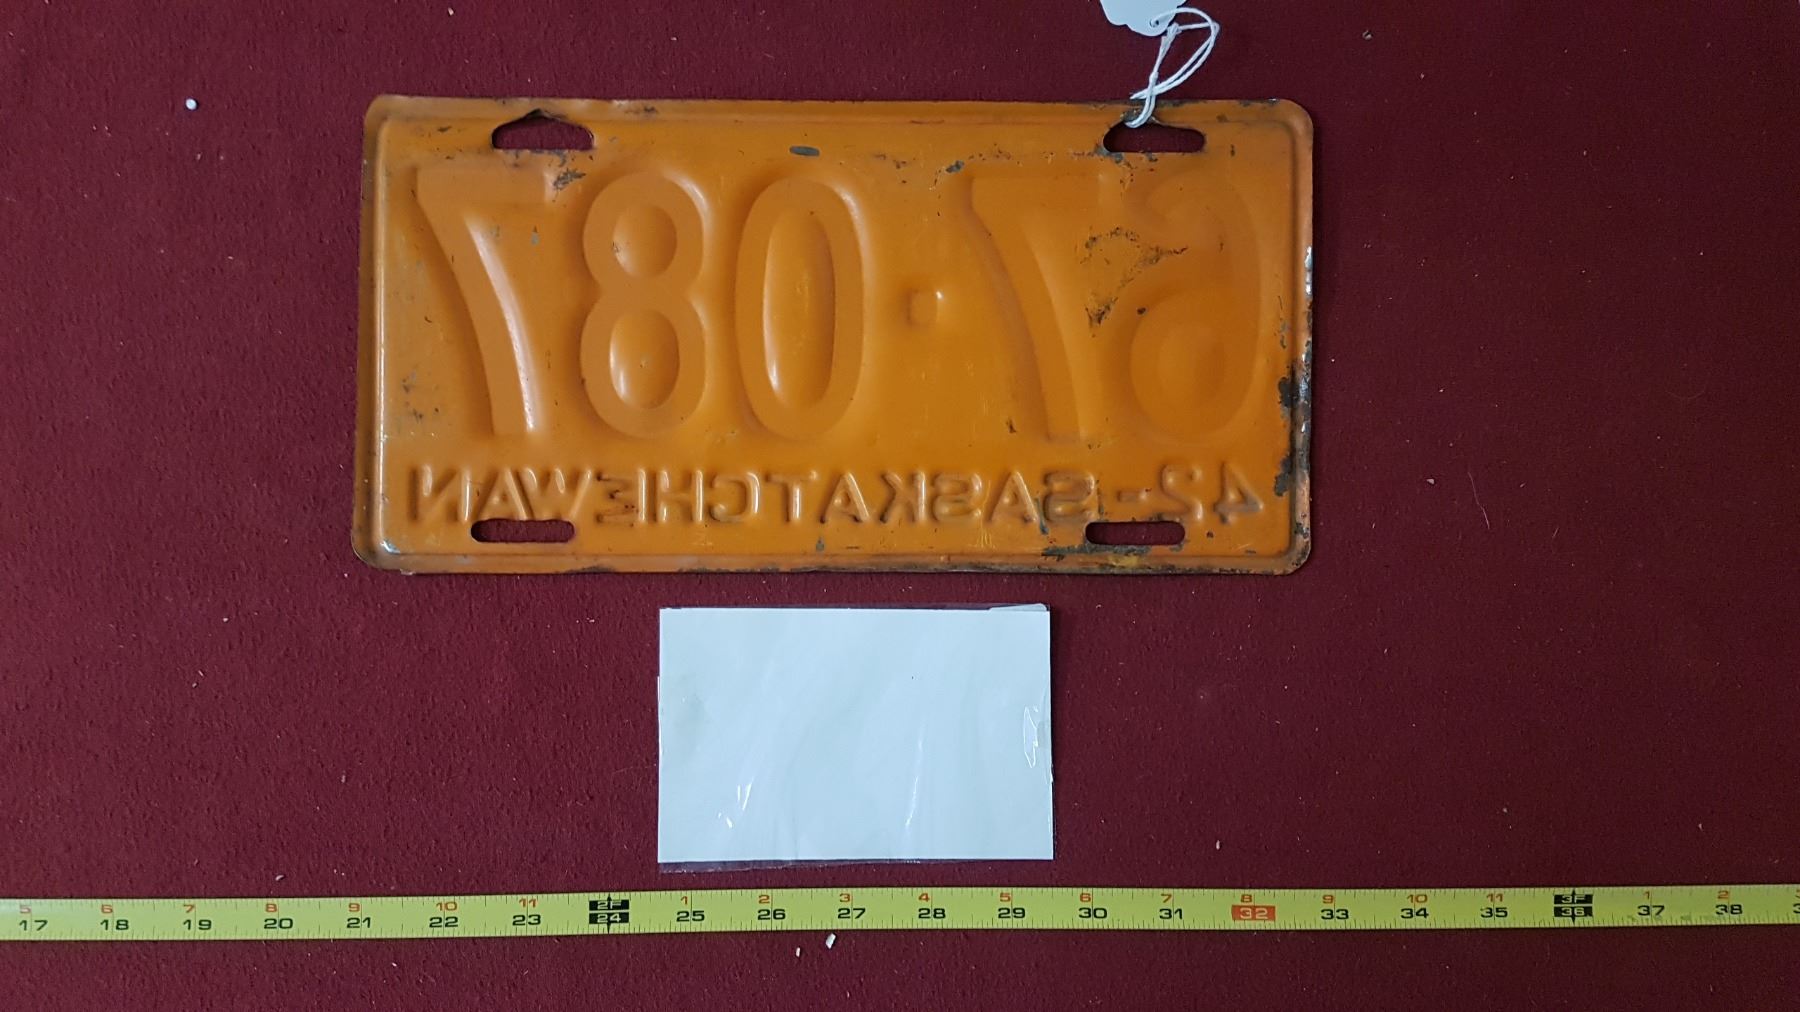 67·087
42-SASKATCHEWAN
5 6 7 8 9 10 11 2F 1 2 3 4 5 6 7 8 9 10 11 3F 1 2
17 18 19 20 21 22 23 24 25 26 27 28 29 30 31 32 33 34 35 36 37 38